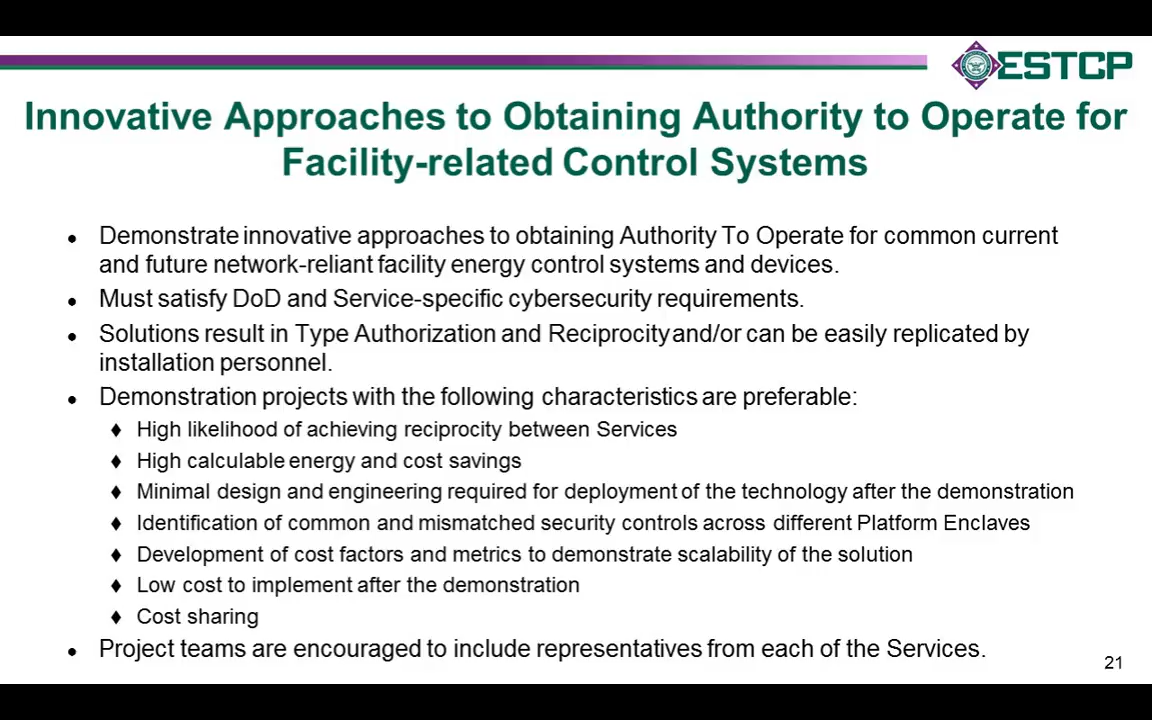 ESTCP
Innovative Approaches to Obtaining Authority to Operate for
Facility-related Control Systems
• Demonstrate innovative approaches to obtaining Authority To Operate for common current
and future network-reliant facility energy control systems and devices.
• Must satisfy DoD and Service-specific cybersecurity requirements.
• Solutions result in Type Authorization and Reciprocity and/or can be easily replicated by
installation personnel.
• Demonstration projects with the following characteristics are preferable:
♦ High likelihood of achieving reciprocity between Services
♦ High calculable energy and cost savings
♦ Minimal design and engineering required for deployment of the technology after the demonstration
♦ Identification of common and mismatched security controls across different Platform Enclaves
♦ Development of cost factors and metrics to demonstrate scalability of the solution
♦ Low cost to implement after the demonstration
♦ Cost sharing
• Project teams are encouraged to include representatives from each of the Services.
21